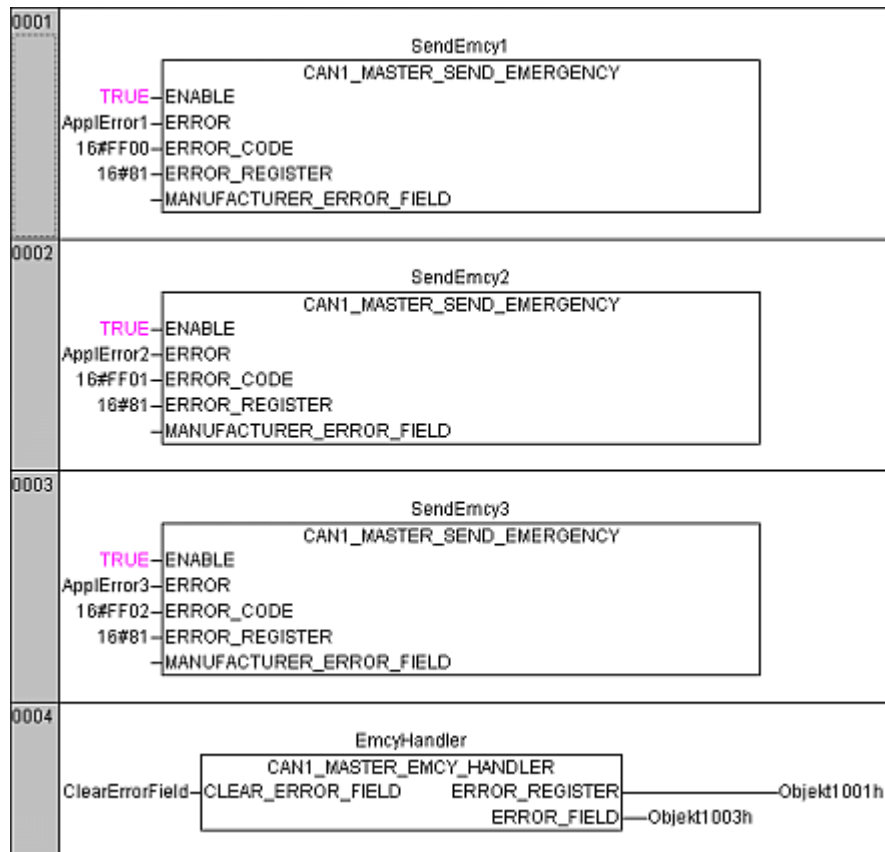 0001
SendEmcy1
CAN1_MASTER_SEND_EMERGENCY
TRUE ENABLE
ApplError1 ERROR
16#FF00 ERROR_CODE
16#81 ERROR_REGISTER
MANUFACTURER_ERROR_FIELD
0002
SendEmcy2
CAN1_MASTER_SEND_EMERGENCY
TRUE ENABLE
ApplError2 ERROR
16#FF01 ERROR_CODE
16#81 ERROR_REGISTER
MANUFACTURER_ERROR_FIELD
0003
SendEmcy3
CAN1_MASTER_SEND_EMERGENCY
TRUE ENABLE
ApplError3 ERROR
16#FF02 ERROR_CODE
16#81 ERROR_REGISTER
MANUFACTURER_ERROR_FIELD
0004
EmcyHandler
CAN1_MASTER_EMCY_HANDLER
ClearErrorField CLEAR_ERROR_FIELD ERROR_REGISTER Objekt1001h
ERROR_FIELD Objekt1003h